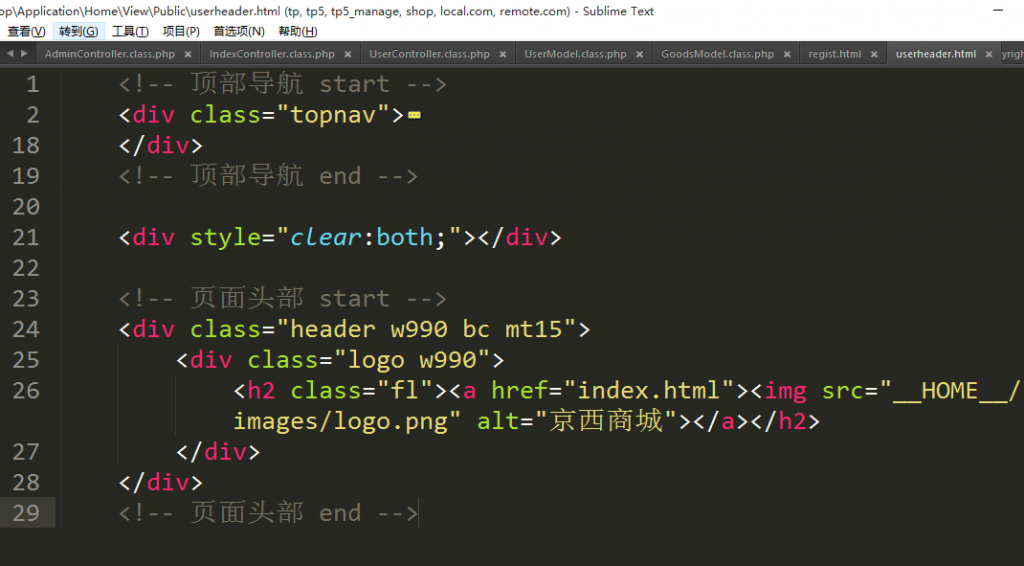 op\Application\Home\View\Public\userheader.html (tp, tp5, tp5_manage, shop, local.com, remote.com) - Sublime Text
查看(V) 转到(G) 工具(T) 项目(P) 首选项(N) 帮助(H)
AdminController.class.php × IndexController.class.php × UserController.class.php × UserModel.class.php × GoodsModel.class.php × regist.html × userheader.html × yrigh
1 <!-- 顶部导航 start -->
2 <div class="topnav">
18 </div>
19 <!-- 顶部导航 end -->
20
21 <div style="clear:both;"></div>
22
23 <!-- 页面头部 start -->
24 <div class="header w990 bc mt15">
25 <div class="logo w990">
26 <h2 class="fl"><a href="index.html"><img src="__HOME__/
images/logo.png" alt="京西商城"></a></h2>
27 </div>
28 </div>
29 <!-- 页面头部 end -->